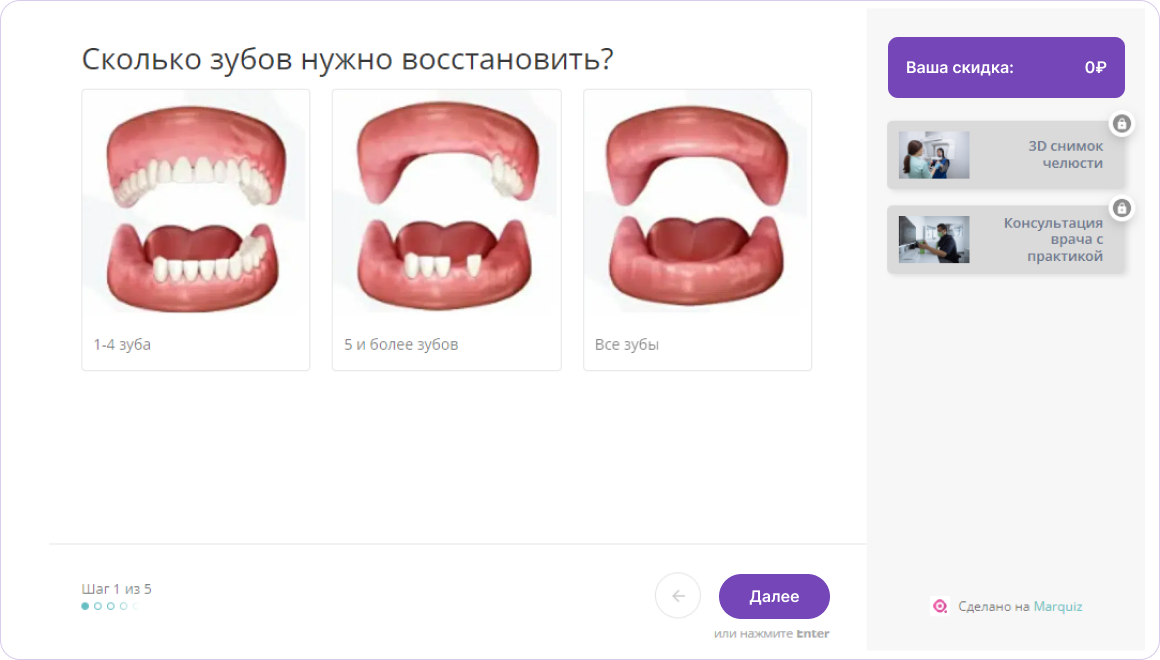 Сколько зубов нужно восстановить?
1-4 зуба
5 и более зубов
Все зубы
Шаг 1 из 5
Далее
или нажмите Enter
Ваша скидка: 0₽
3D снимок
челюсти
Консультация
врача с
практикой
Сделано на Marquiz